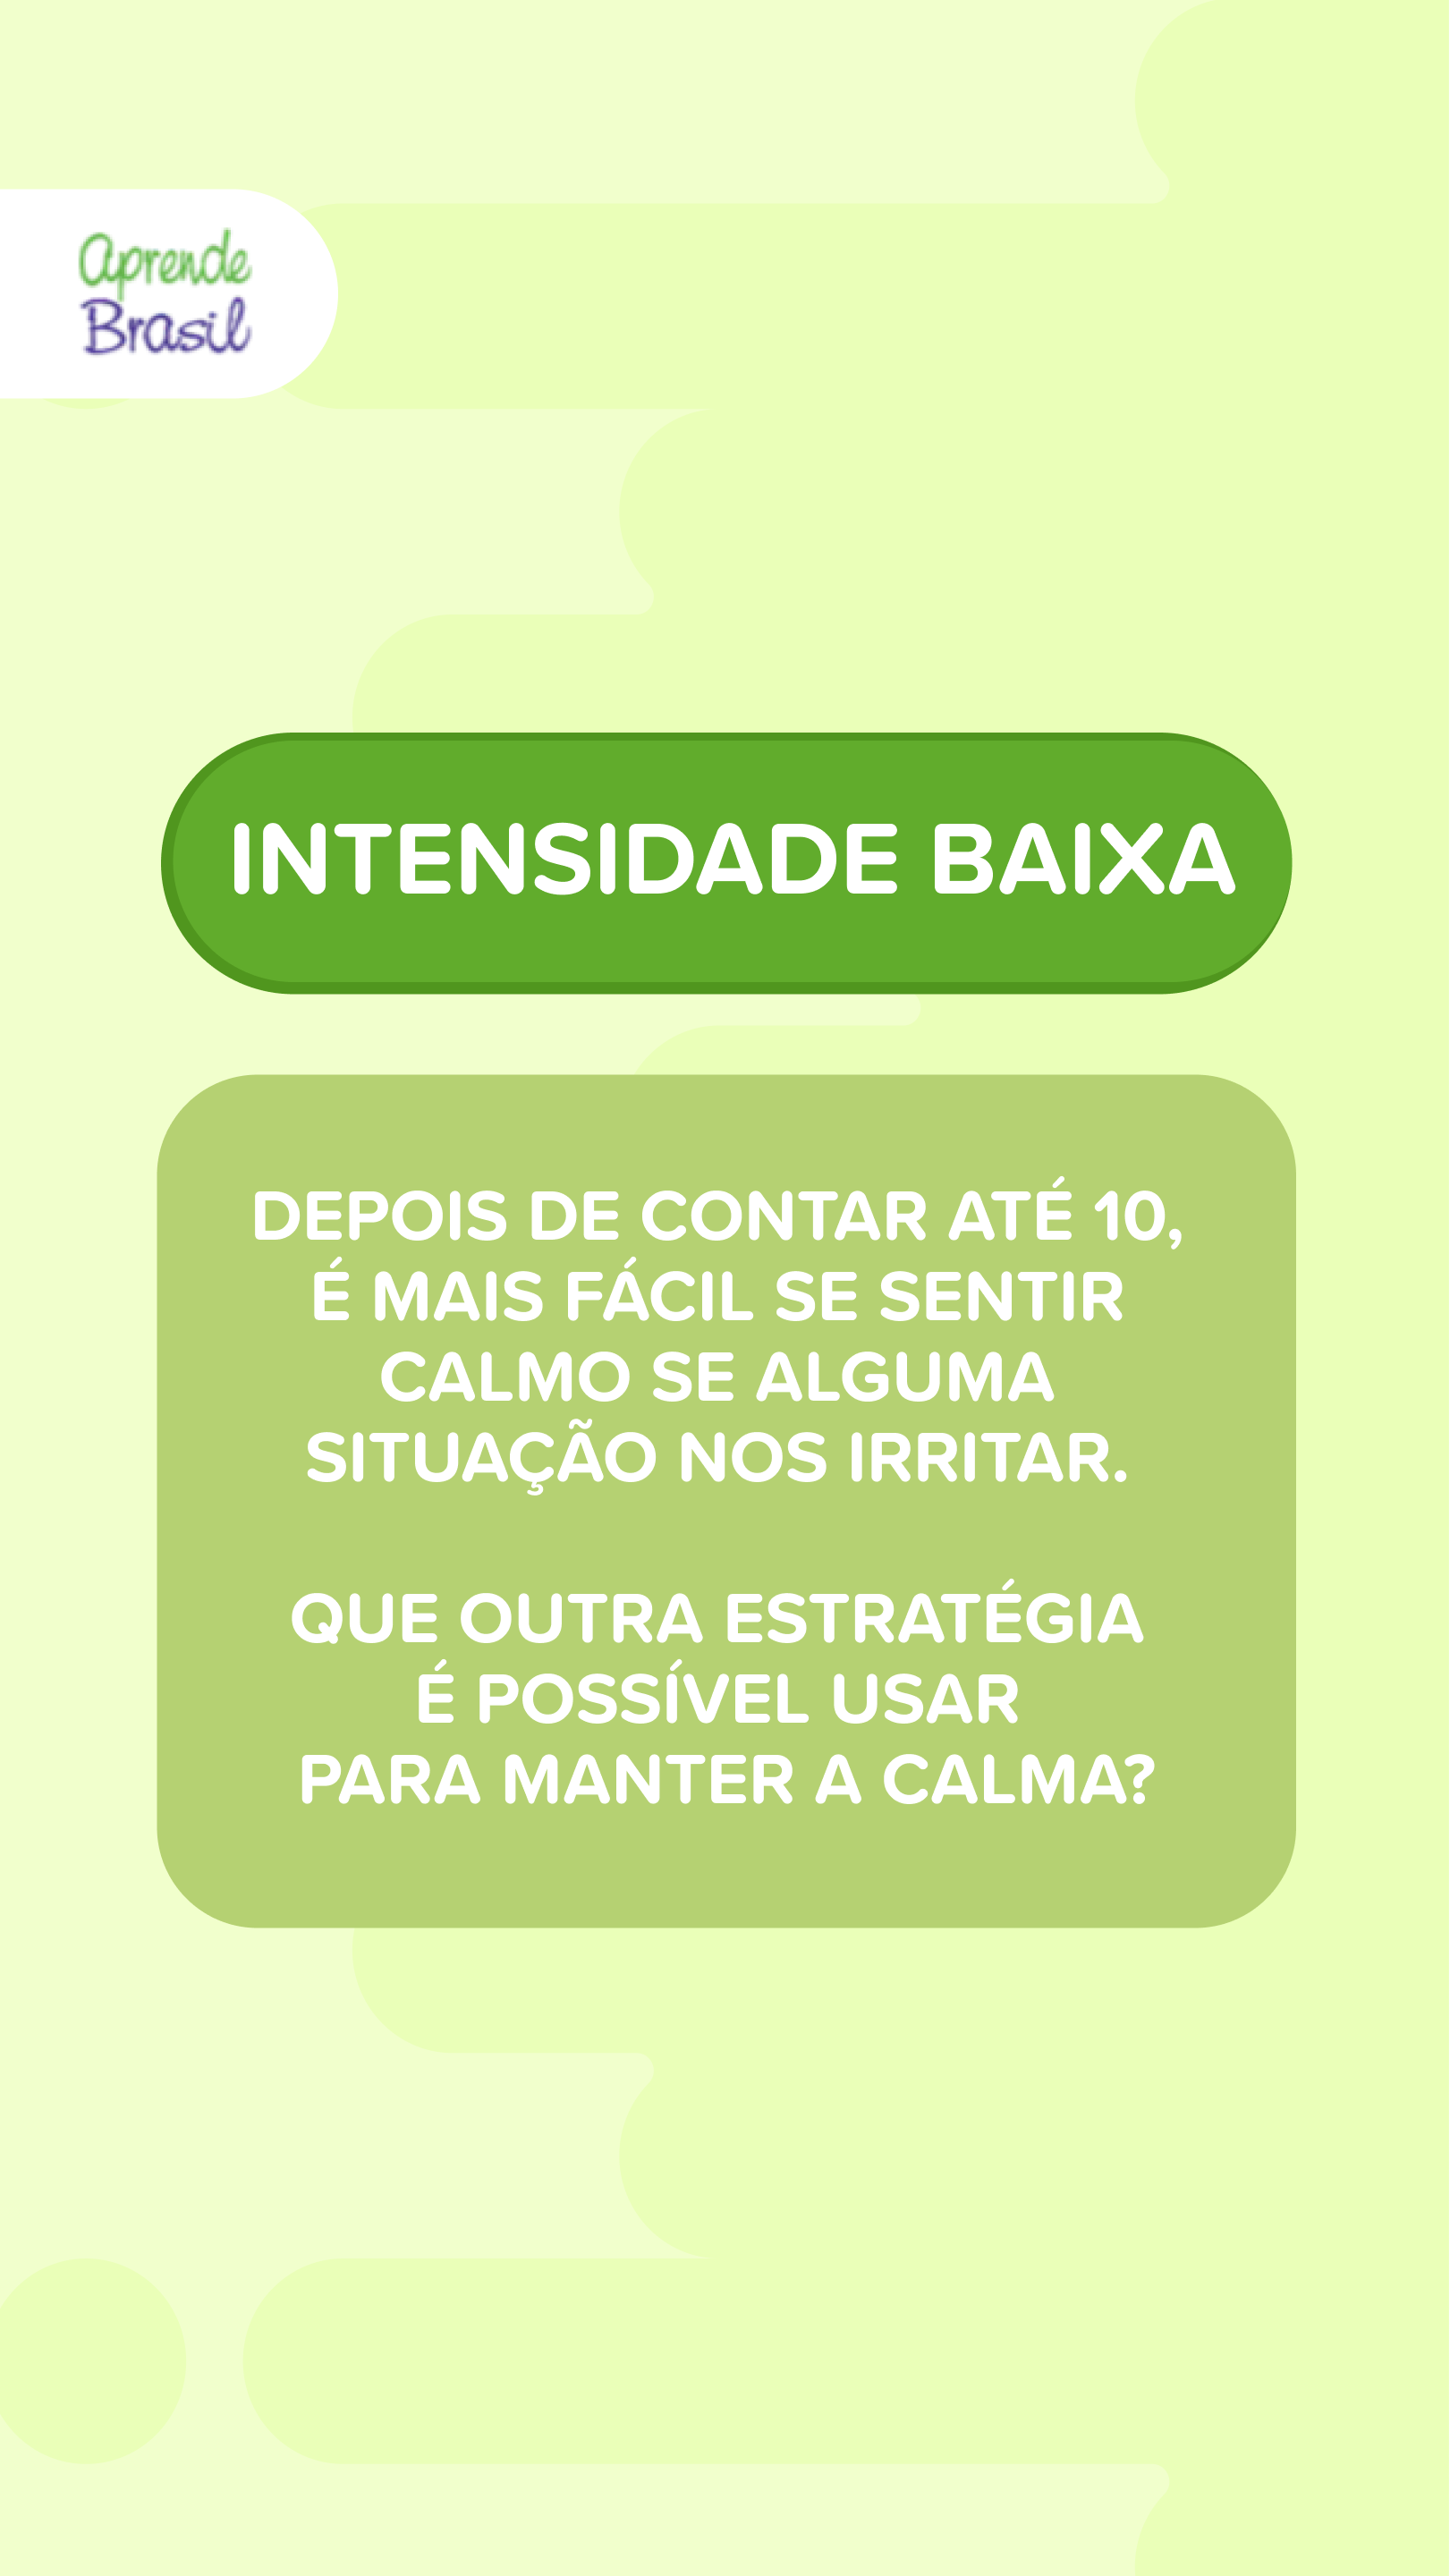 aprende
Brasil
INTENSIDADE BAIXA
DEPOIS DE CONTAR ATÉ 10,
É MAIS FÁCIL SE SENTIR
CALMO SE ALGUMA
SITUAÇÃO NOS IRRITAR.
QUE OUTRA ESTRATÉGIA
É POSSÍVEL USAR
PARA MANTER A CALMA?